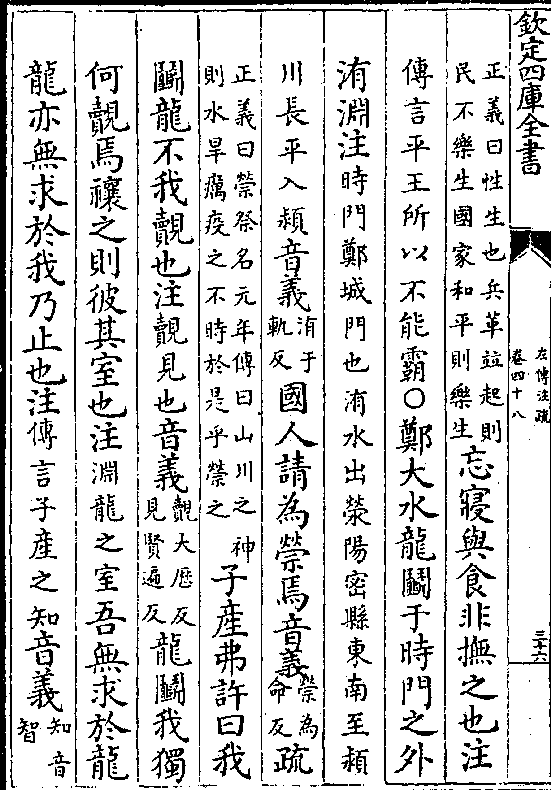 欽定四庫全書
左傳注疏
卷四十八
三十六
正義曰性生也兵革竝起則
民不樂生國家和平則樂生
忘寢與食非撫之也注
傳言平王所以不能霸○鄭大水龍鬭于時門之外
洧淵注時門鄭城門也洧水出滎陽密縣東南至潁
川長平入潁音義
洧于
軌反
國人請為禜焉音義
禜為
命反
疏
正義曰禜祭名元年傳曰山川之神
則水旱癘疫之不時於是乎禜之
子產弗許曰我
鬭龍不我覿也注覿見也音義
覿大歷反
見賢遍反
龍鬭我獨
何覿焉禳之則彼其室也注淵龍之室吾無求於龍
龍亦無求於我乃止也注傳言子產之知音義
知音
智